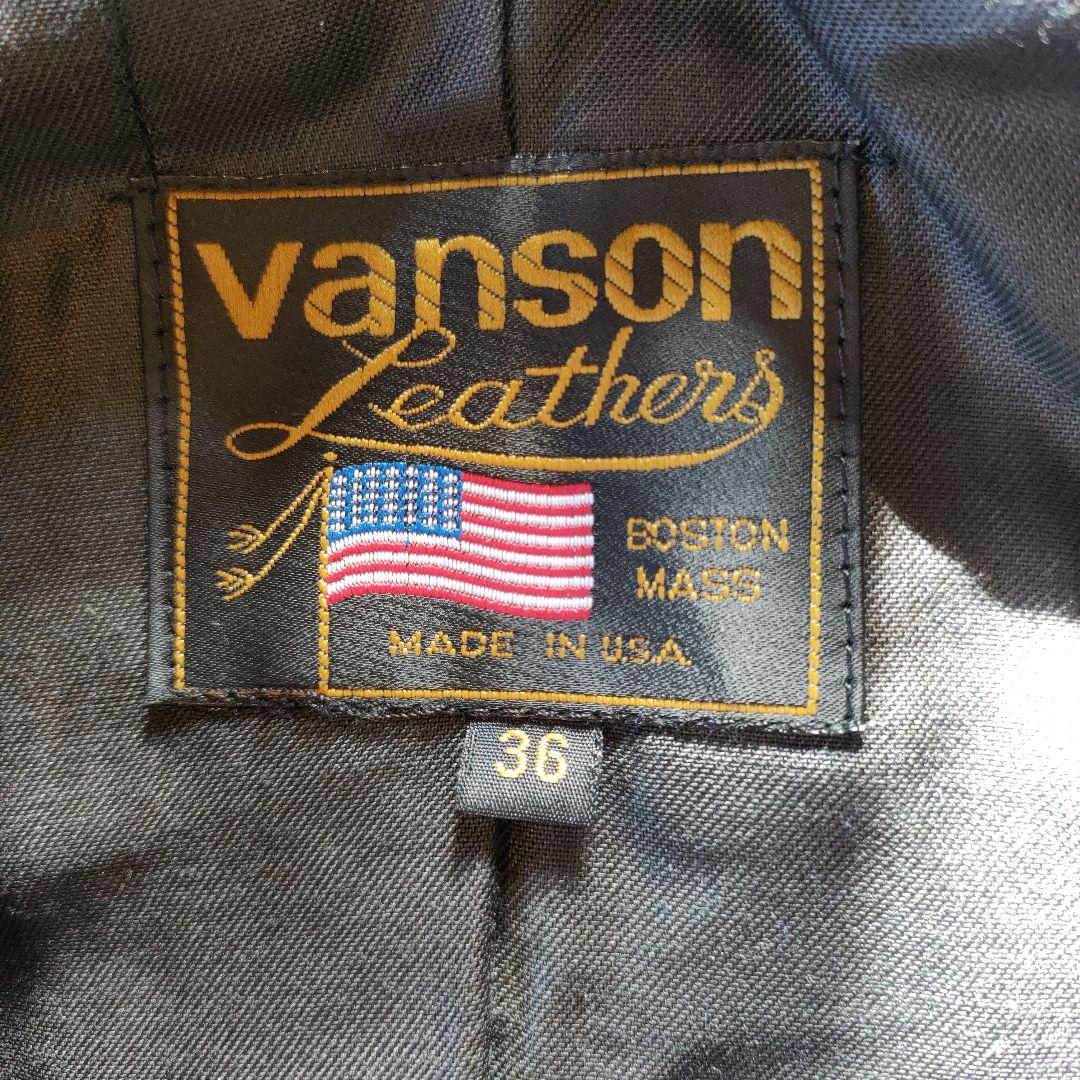 vanson
Leathers
BOSTON
MASS
MADE IN U.S.A.
36